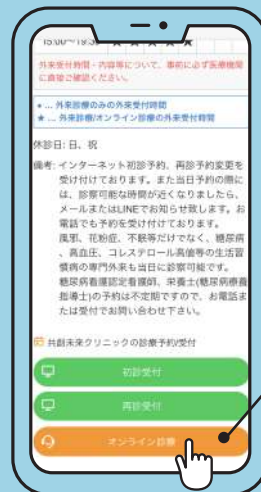 15:00〜19:30 ★ ★ ★ ★ ★
外来受付時間・内容等について、事前に必ず医療機関
に直接ご確認ください。
● … 外来診療のみの外来受付時間
★ … 外来診療/オンライン診療の外来受付時間
休診日: 日、祝
備考: インターネット初診予約、再診予約変更を
受け付けております。また当日予約の際に
は、診察可能な時間が近くなりましたら、
メールまたはLINEでお知らせ致します。お
電話でも予約を受け付けております。
風邪、花粉症、不眠等だけでなく、糖尿病
、高血圧、コレステロール高値等の生活習
慣病の専門外来も当日に診察可能です。
糖尿病看護認定看護師、栄養士(糖尿病療養
指導士)の予約は不定期ですので、お電話ま
たは受付でお問い合わせ下さい。
共創未来クリニックの診療予約/受付
初診受付
再診受付
オンライン診療